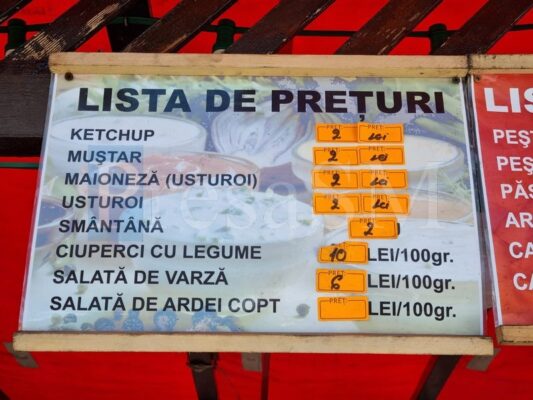 LISTA DE PREȚURI
KETCHUP 2 lei
MUȘTAR 2 lei
MAIONEZĂ (USTUROI) 2 lei
USTUROI 2 lei
SMÂNTÂNĂ 2
CIUPERCI CU LEGUME 10 LEI/100gr.
SALATĂ DE VARZĂ 6 LEI/100gr.
SALATĂ DE ARDEI COPT PREȚ: LEI/100gr.
LIS
PEȘT
PEȘ
PĂS
AR
CA
CA